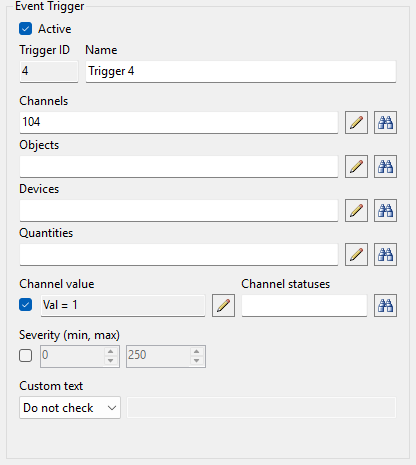 Event Trigger
Active
Trigger ID Name
4 Trigger 4
Channels
104
Objects
Devices
Quantities
Channel value Channel statuses
Val = 1
Severity (min, max)
0 250
Custom text
Do not check